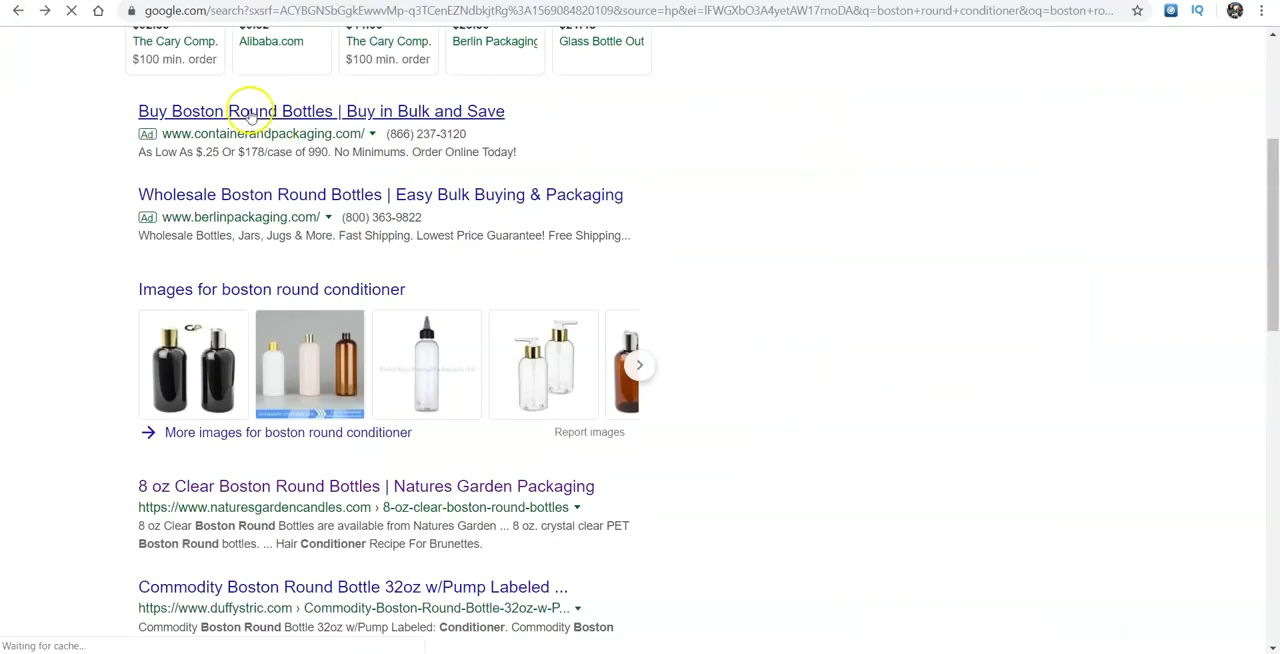 google.com/search?sxsrf=ACYBGNSbGgkEwwvMp-q3TCenEZNdbkjtRg%3A1569084820109&source=hp&ei=lFWGXbO3A4yetAW17rnoDA&q=boston+round+conditioner&oq=boston+ro...
IQ
The Cary Comp. Alibaba.com The Cary Comp. Berlin Packaging Glass Bottle Out
$100 min. order $100 min. order
Buy Boston Round Bottles | Buy in Bulk and Save
Ad www.containerandpackaging.com/ (866) 237-3120
As Low As $.25 Or $178/case of 990. No Minimums. Order Online Today!
Wholesale Boston Round Bottles | Easy Bulk Buying & Packaging
Ad www.berlinpackaging.com/ (800) 363-9822
Wholesale Bottles, Jars, Jugs & More. Fast Shipping. Lowest Price Guarantee! Free Shipping...
Images for boston round conditioner
More images for boston round conditioner Report images
8 oz Clear Boston Round Bottles | Natures Garden Packaging
https://www.naturesgardencandles.com › 8-oz-clear-boston-round-bottles
8 oz Clear Boston Round Bottles are available from Natures Garden ... 8 oz. crystal clear PET
Boston Round bottles. ... Hair Conditioner Recipe For Brunettes.
Commodity Boston Round Bottle 32oz w/Pump Labeled ...
https://www.duffystric.com › Commodity-Boston-Round-Bottle-32oz-w-P...
Commodity Boston Round Bottle 32oz w/Pump Labeled: Conditioner. Commodity Boston
Waiting for cache...